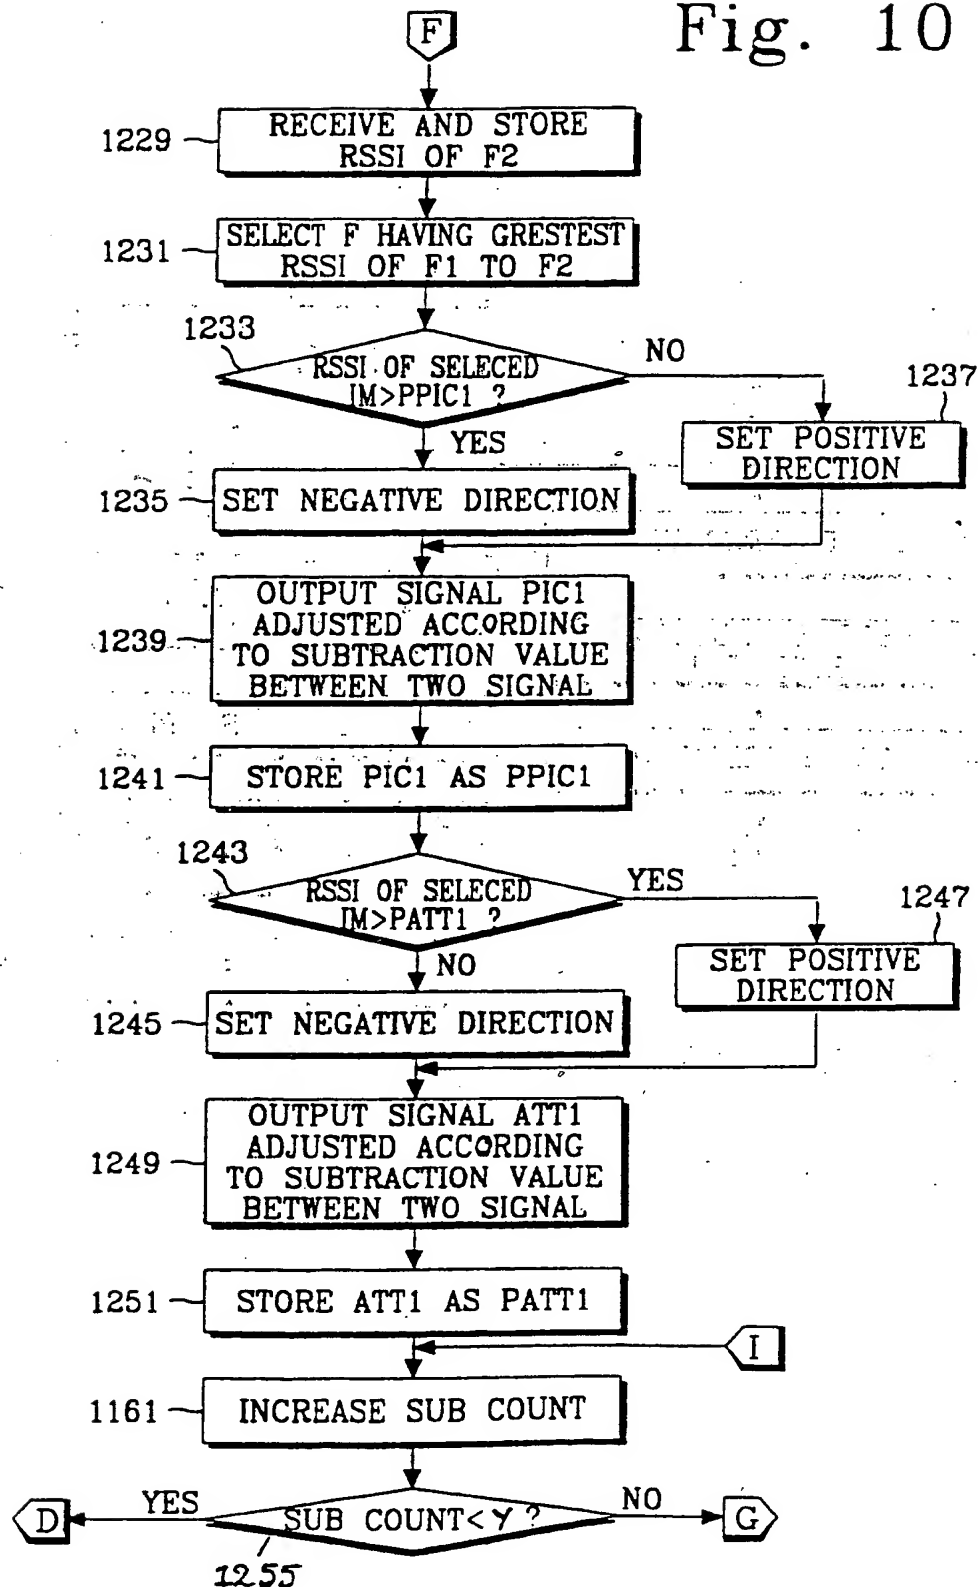 Fig. 10
F
1229
RECEIVE AND STORE
RSSI OF F2
1231
SELECT F HAVING GRESTEST
RSSI OF F1 TO F2
1233
RSSI OF SELECED
IM>PPIC1 ?
NO
YES
1237
SET POSITIVE
DIRECTION
1235
SET NEGATIVE DIRECTION
1239
OUTPUT SIGNAL PIC1
ADJUSTED ACCORDING
TO SUBTRACTION VALUE
BETWEEN TWO SIGNAL
1241
STORE PIC1 AS PPIC1
1243
RSSI OF SELECED
IM>PATT1 ?
YES
NO
1247
SET POSITIVE
DIRECTION
1245
SET NEGATIVE DIRECTION
1249
OUTPUT SIGNAL ATT1
ADJUSTED ACCORDING
TO SUBTRACTION VALUE
BETWEEN TWO SIGNAL
1251
STORE ATT1 AS PATT1
I
1161
INCREASE SUB COUNT
D
YES
SUB COUNT<Y ?
NO
G
1255